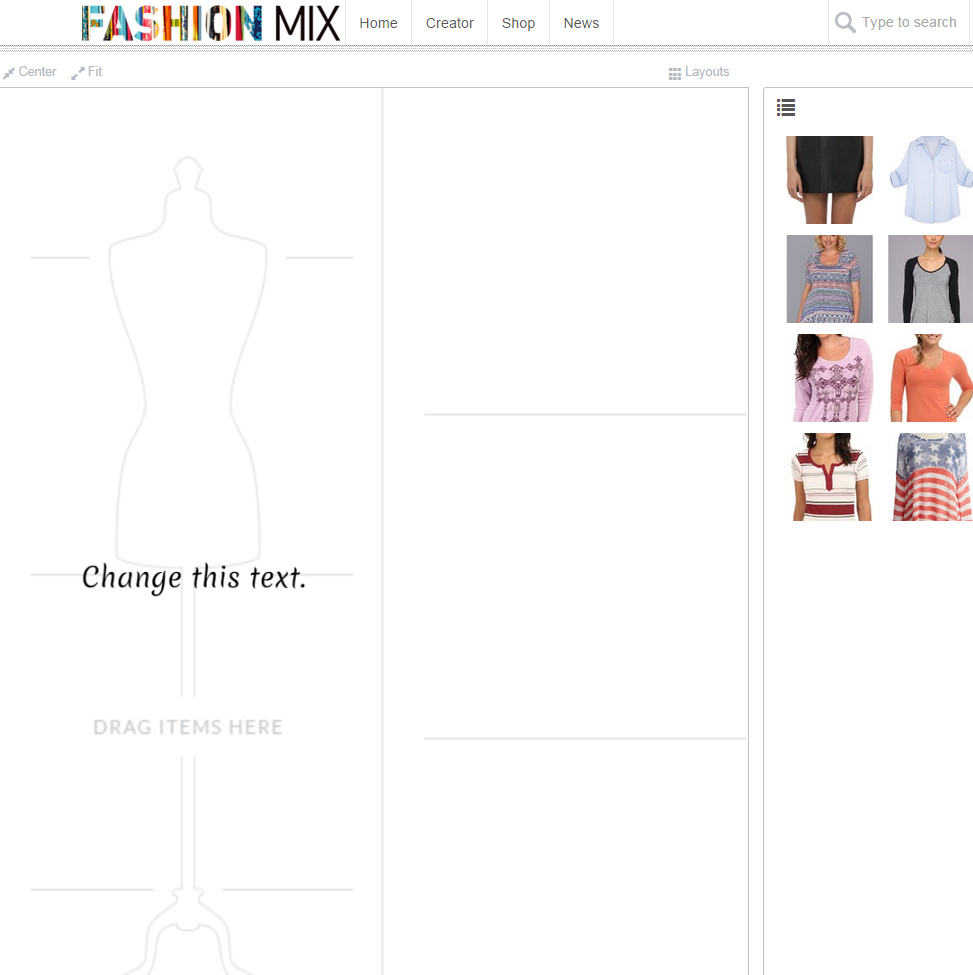 FASHION MIX
Home Creator Shop News Type to search
Center Fit Layouts
Change this text.
DRAG ITEMS HERE